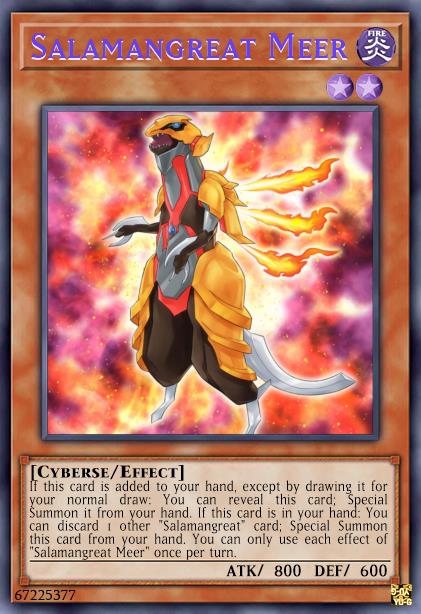 Salamangreat Meer
FIRE
炎
[Cyberse/Effect]
If this card is added to your hand, except by drawing it for
your normal draw: You can reveal this card; Special
Summon it from your hand. If this card is in your hand: You
can discard 1 other "Salamangreat" card; Special Summon
this card from your hand. You can only use each effect of
"Salamangreat Meer" once per turn.
ATK/ 800 DEF/ 600
67225377